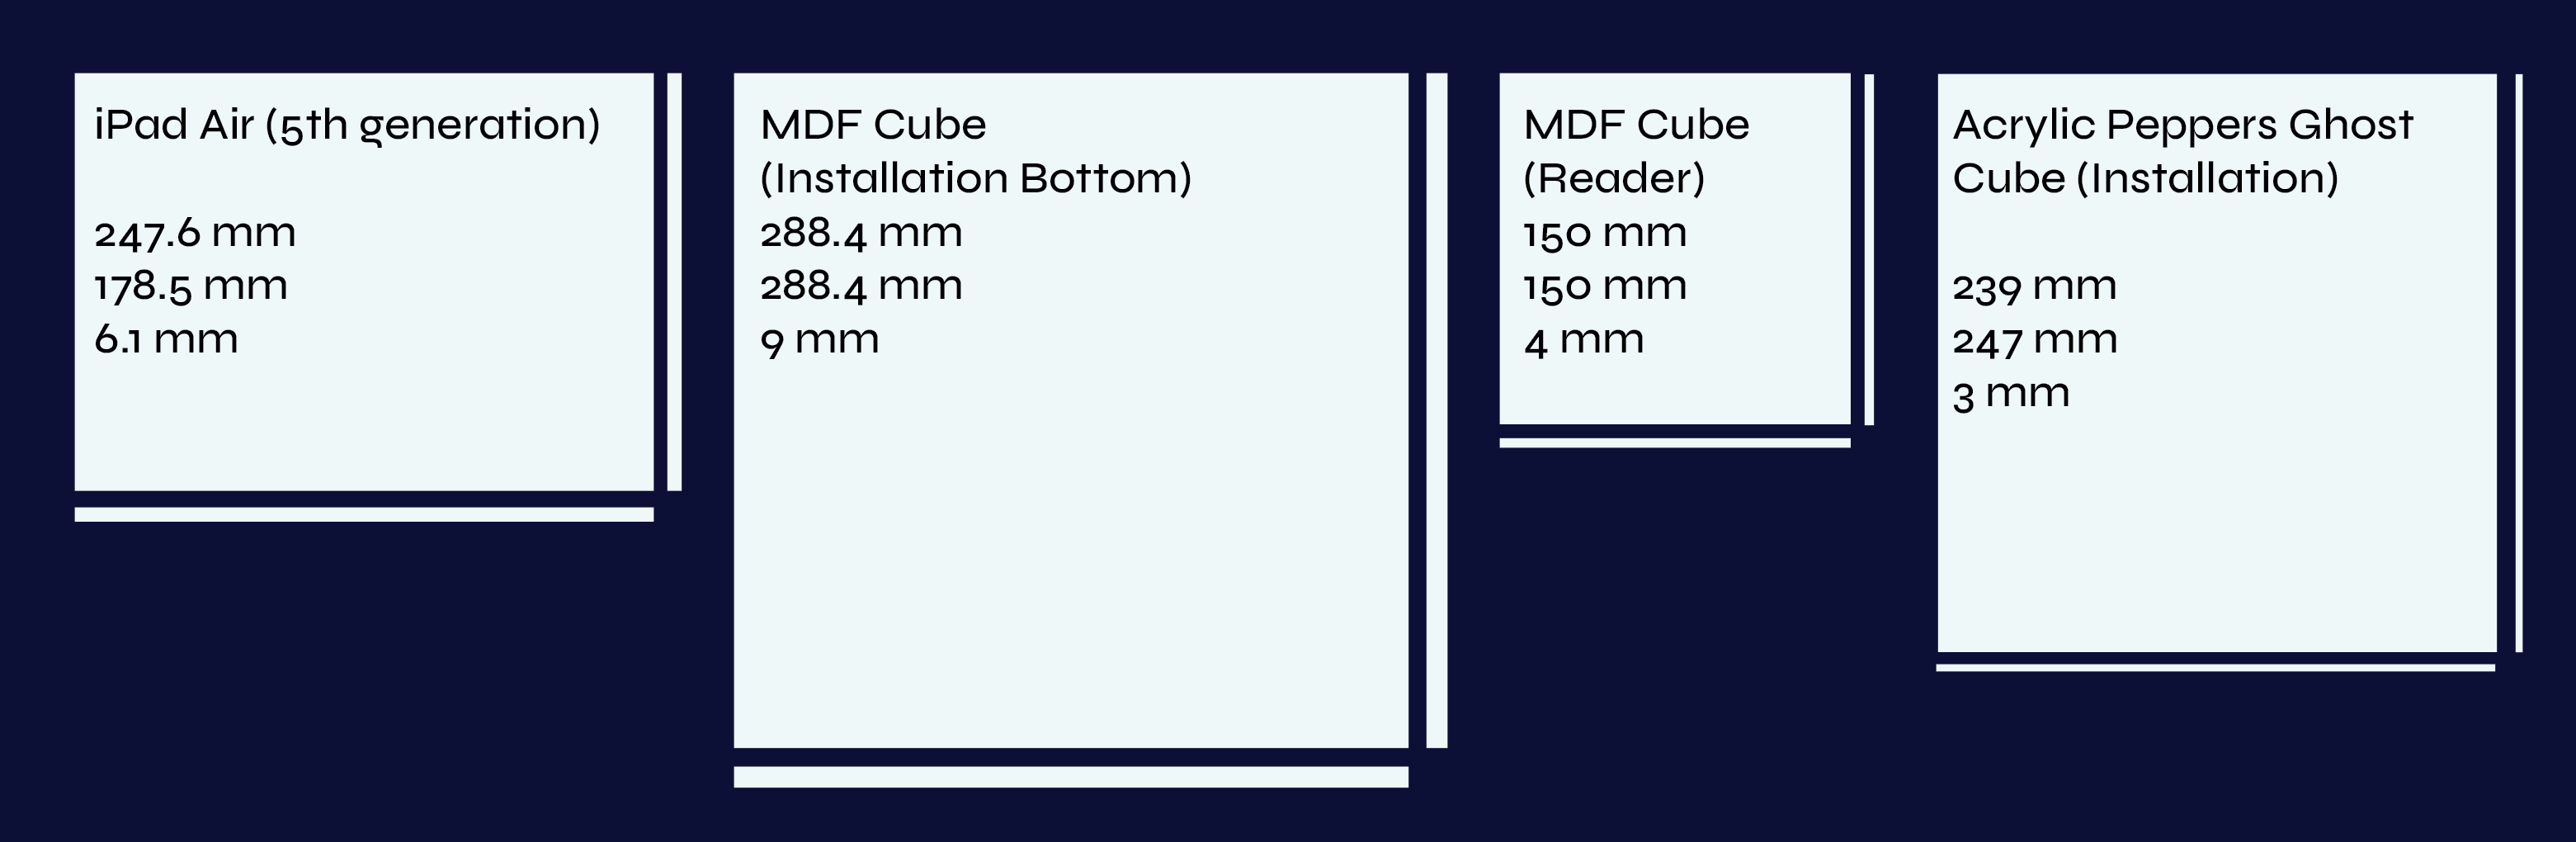 iPad Air (5th generation)
247.6 mm
178.5 mm
6.1 mm
MDF Cube
(Installation Bottom)
288.4 mm
288.4 mm
9 mm
MDF Cube
(Reader)
150 mm
150 mm
4 mm
Acrylic Peppers Ghost
Cube (Installation)
239 mm
247 mm
3 mm